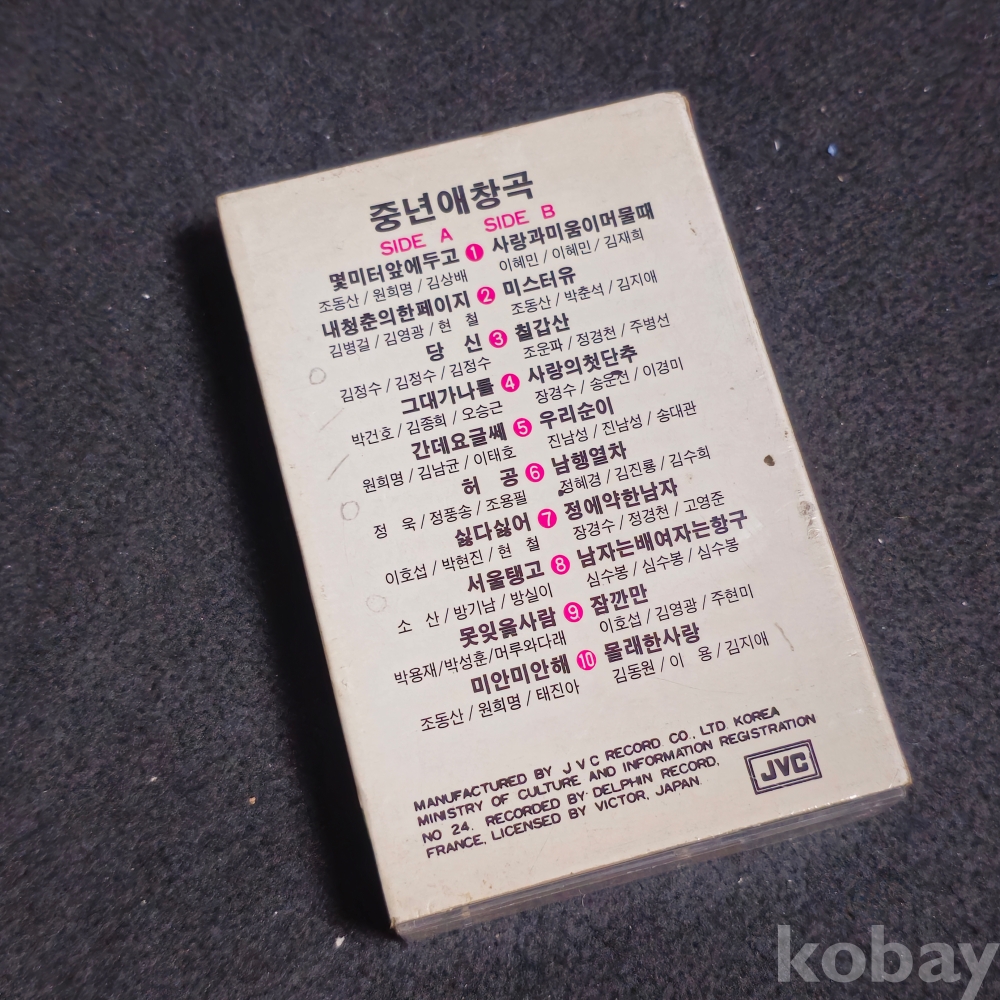 중년애창곡
SIDE A SIDE B
몇미터앞에두고 1 사랑과미움이머물때
조동산/원희명/김상배 이혜민/이혜민/김재희
내청춘의한페이지 2 미스터유
김병걸/김영광/현 철 조동산/박춘석/김지애
당 신 3 칠갑산
김정수/김정수/김정수 조운파/정경천/주병선
그대가나를 4 사랑의첫단추
박건호/김종희/오승근 장경수/송운선/이경미
간데요글쎄 5 우리순이
원희명/김남균/이태호 진남성/진남성/송대관
허 공 6 남행열차
정 욱/정풍송/조용필 정혜경/김진룡/김수희
싫다싫어 7 정에약한남자
이호섭/박현진/현 철 장경수/정경천/고영준
서울탱고 8 남자는배여자는항구
소 산/방기남/방실이 심수봉/심수봉/심수봉
못잊을사람 9 잠깐만
박용재/박성훈/머루와다래 이호섭/김영광/주현미
미안미안해 10 몰래한사랑
조동산/원희명/태진아 김동원/이 용/김지애
MANUFACTURED BY J V C RECORD CO., LTD KOREA
MINISTRY OF CULTURE AND INFORMATION REGISTRATION
NO 24. RECORDED BY DELPHIN RECORD,
FRANCE, LICENSED BY VICTOR, JAPAN.
JVC
kobay